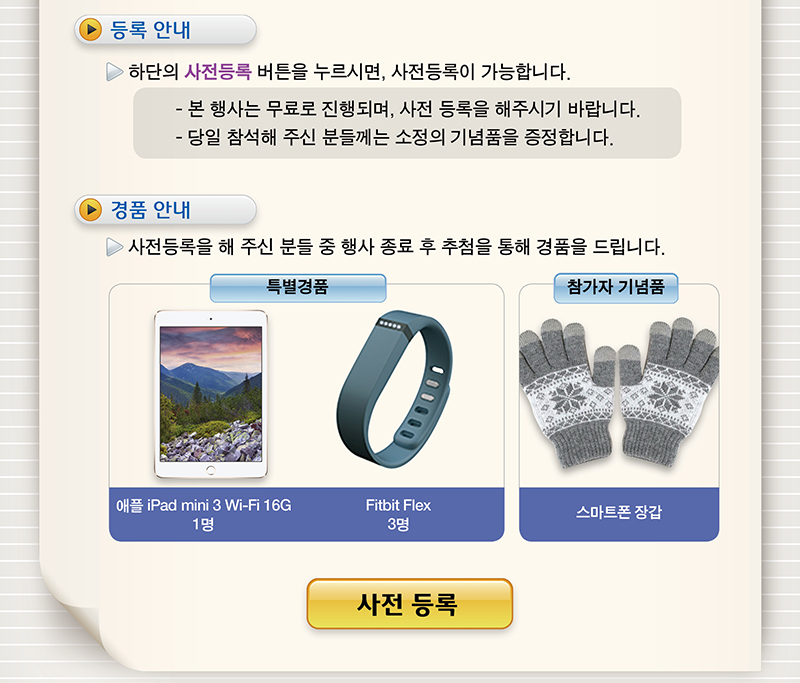 등록 안내
하단의 사전등록 버튼을 누르시면, 사전등록이 가능합니다.
- 본 행사는 무료로 진행되며, 사전 등록을 해주시기 바랍니다.
- 당일 참석해 주신 분들께는 소정의 기념품을 증정합니다.
경품 안내
사전등록을 해 주신 분들 중 행사 종료 후 추첨을 통해 경품을 드립니다.
특별경품
참가자 기념품
애플 iPad mini 3 Wi-Fi 16G
1명
Fitbit Flex
3명
스마트폰 장갑
사전 등록